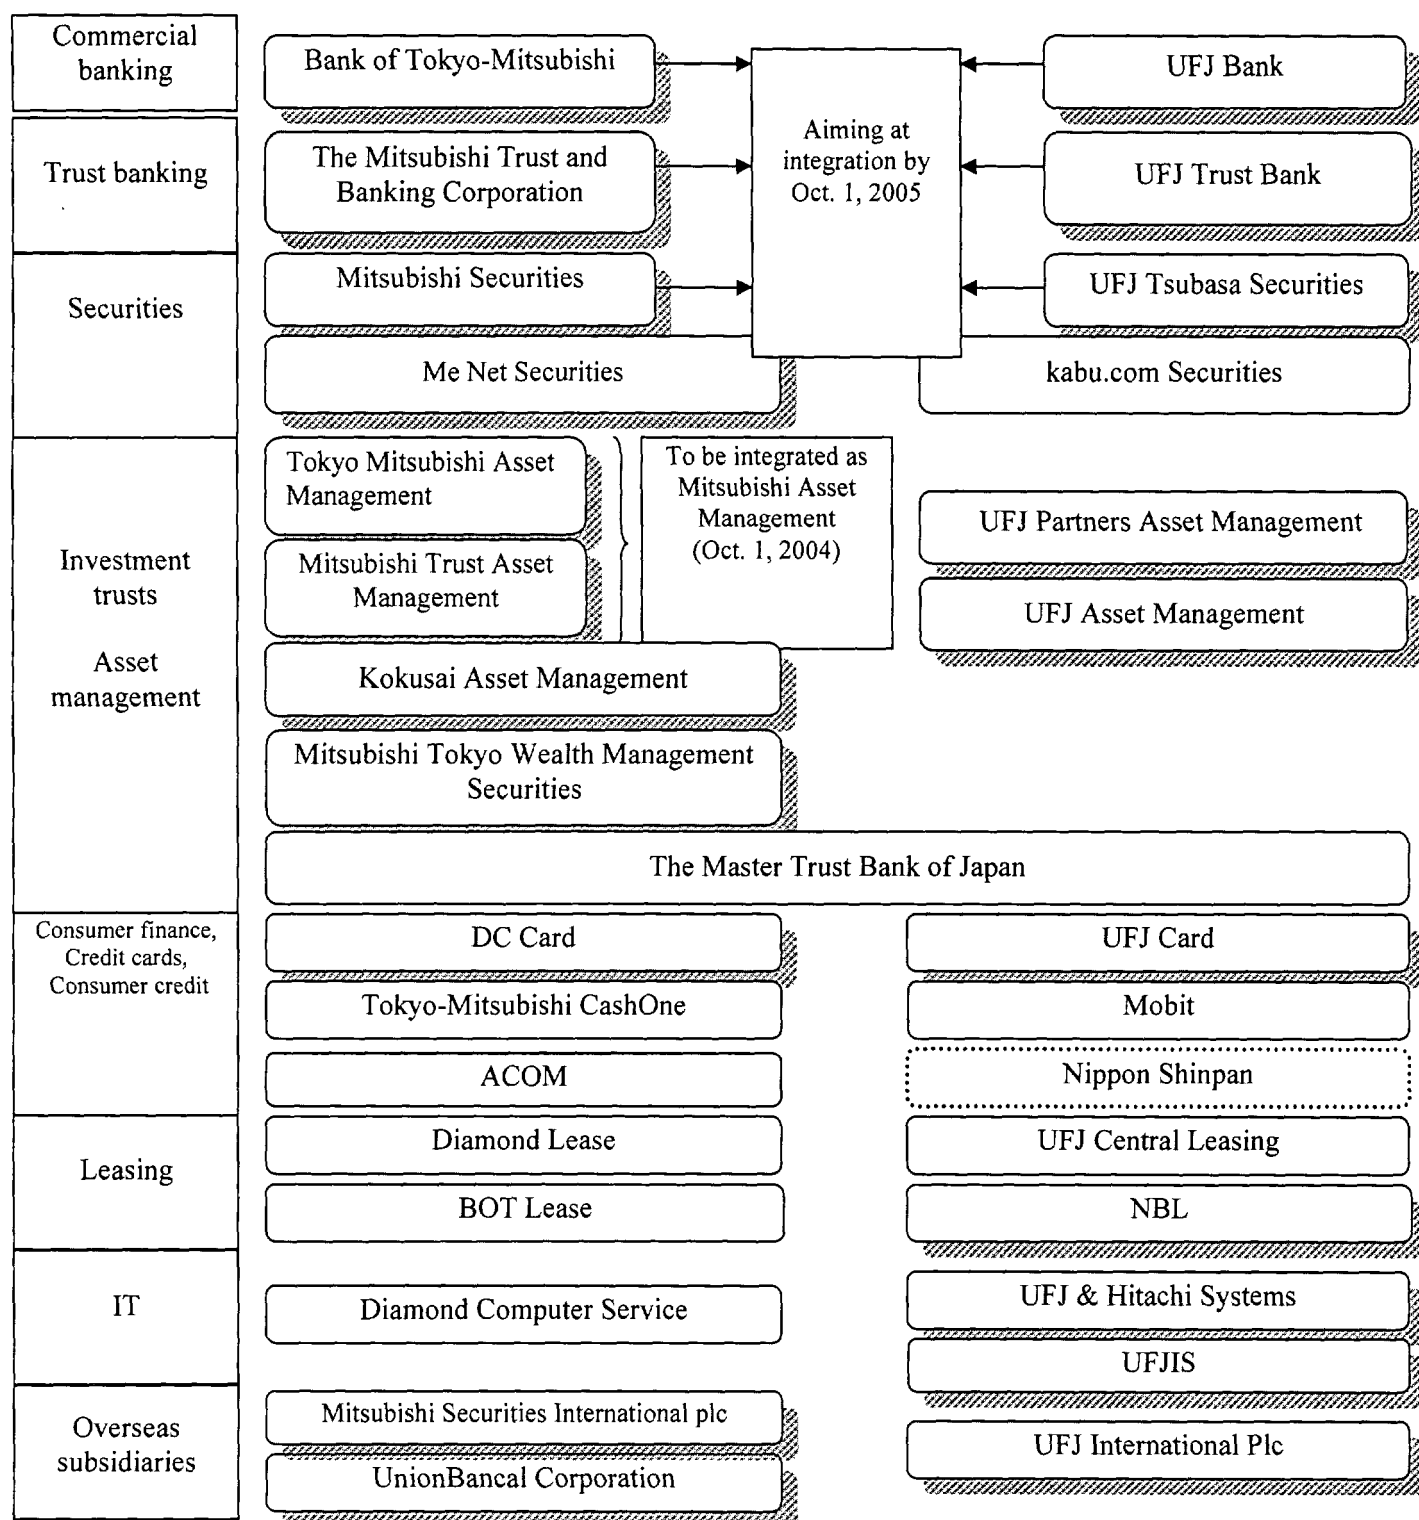 Commercial
banking
Bank of Tokyo-Mitsubishi
UFJ Bank
Aiming at
integration by
Oct. 1, 2005
Trust banking
The Mitsubishi Trust and
Banking Corporation
UFJ Trust Bank
Securities
Mitsubishi Securities
UFJ Tsubasa Securities
Me Net Securities
kabu.com Securities
Investment
trusts
Asset
management
Tokyo Mitsubishi Asset
Management
Mitsubishi Trust Asset
Management
To be integrated as
Mitsubishi Asset
Management
(Oct. 1, 2004)
UFJ Partners Asset Management
UFJ Asset Management
Kokusai Asset Management
Mitsubishi Tokyo Wealth Management
Securities
The Master Trust Bank of Japan
Consumer finance,
Credit cards,
Consumer credit
DC Card
UFJ Card
Tokyo-Mitsubishi CashOne
Mobit
ACOM
Nippon Shinpan
Leasing
Diamond Lease
UFJ Central Leasing
BOT Lease
NBL
IT
Diamond Computer Service
UFJ & Hitachi Systems
UFJIS
Overseas
subsidiaries
Mitsubishi Securities International plc
UFJ International Plc
UnionBancal Corporation